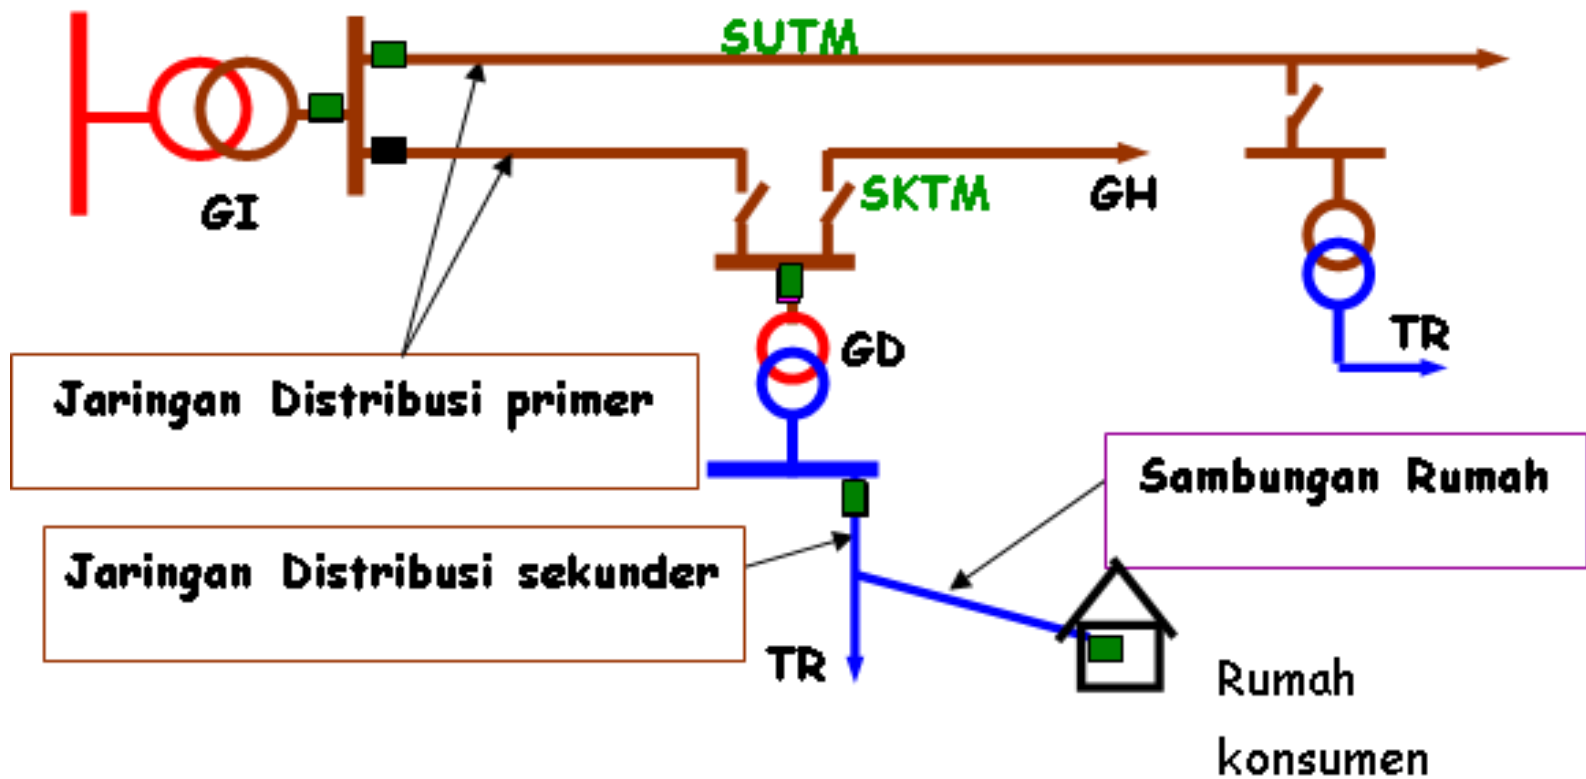 SUTM
GI
SKTM
GH
GD
TR
Jaringan Distribusi primer
Sambungan Rumah
Jaringan Distribusi sekunder
TR
Rumah
konsumen